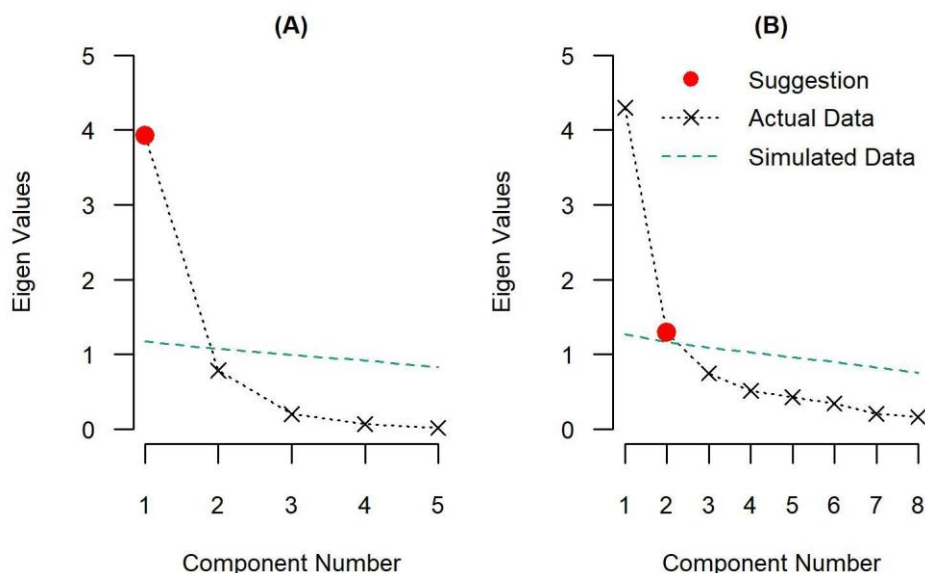 (A)
5
4
3
2
1
0
Eigen Values
1 2 3 4 5
Component Number
(B)
5
4
3
2
1
0
Eigen Values
Suggestion
Actual Data
Simulated Data
1 2 3 4 5 6 7 8
Component Number